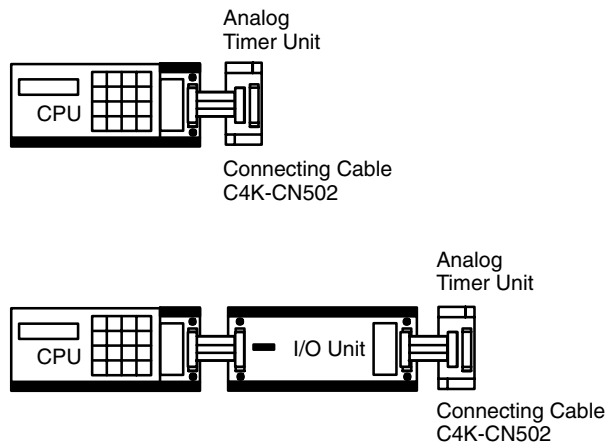 Analog
Timer Unit
CPU
Connecting Cable
C4K-CN502
Analog
Timer Unit
CPU
I/O Unit
Connecting Cable
C4K-CN502